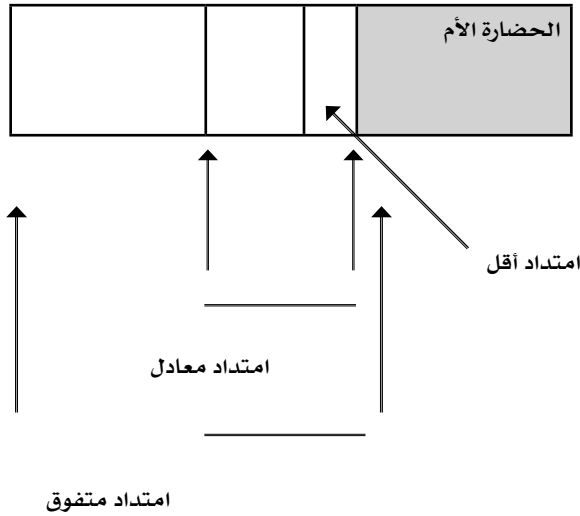 الحضارة الأم
امتداد أقل
امتداد معادل
امتداد متفوق